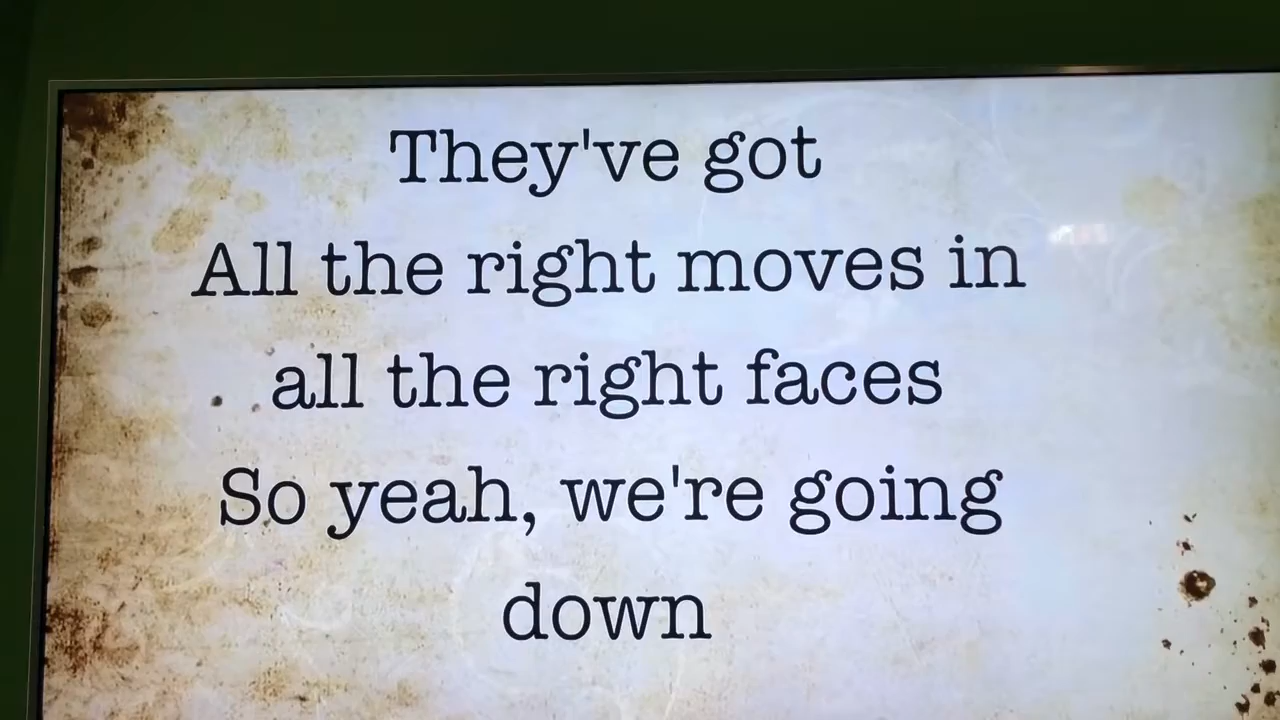 They've got
All the right moves in
all the right faces
So yeah, we're going
down